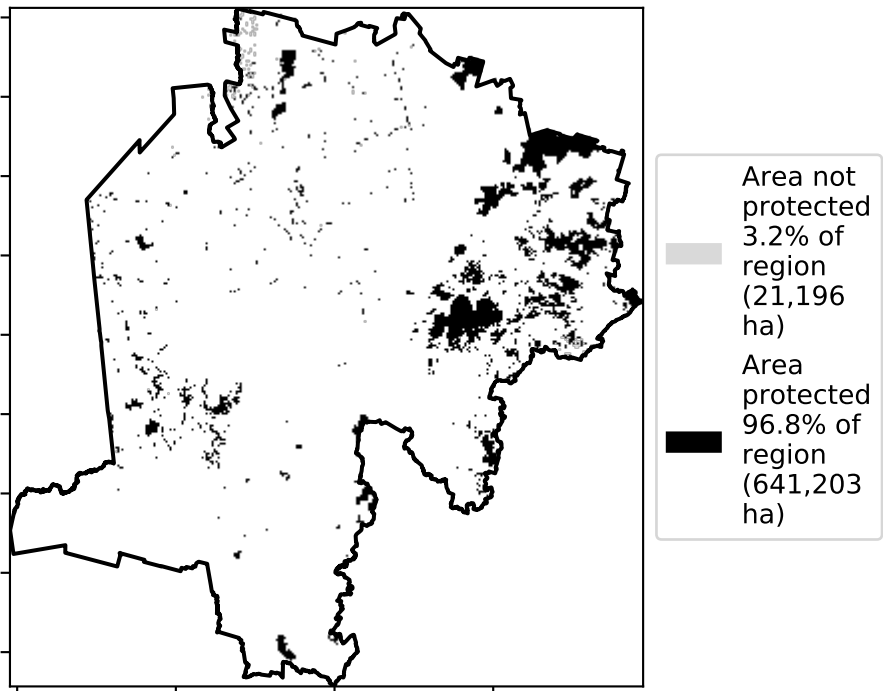 Area not
protected
3.2% of
region
(21,196
ha)
Area
protected
96.8% of
region
(641,203
ha)